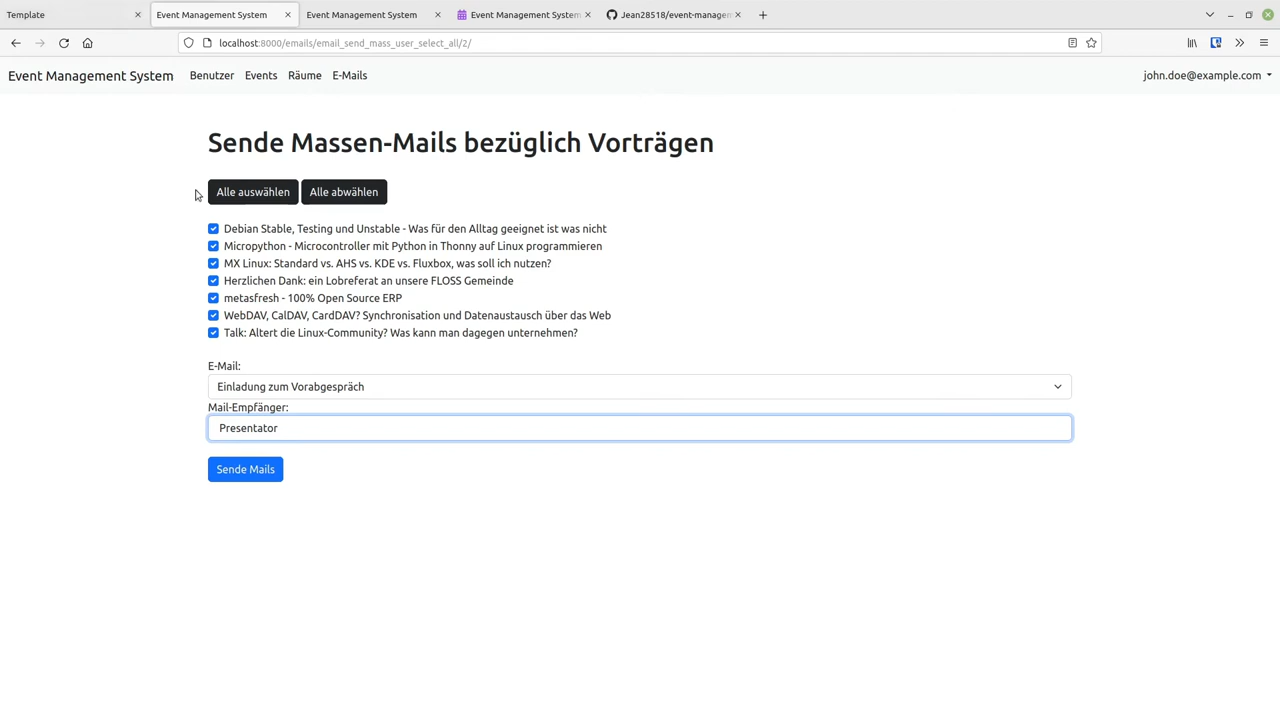 Template
Event Management System
Event Management System
Event Management System
Jean28518/event-managem
localhost:8000/emails/email_send_mass_user_select_all/2/
Event Management System Benutzer Events Räume E-Mails john.doe@example.com
Sende Massen-Mails bezüglich Vorträgen
Alle auswählen Alle abwählen
Debian Stable, Testing und Unstable - Was für den Alltag geeignet ist was nicht
Micropython - Microcontroller mit Python in Thonny auf Linux programmieren
MX Linux: Standard vs. AHS vs. KDE vs. Fluxbox, was soll ich nutzen?
Herzlichen Dank: ein Lobreferat an unsere FLOSS Gemeinde
metasfresh - 100% Open Source ERP
WebDAV, CalDAV, CardDAV? Synchronisation und Datenaustausch über das Web
Talk: Altert die Linux-Community? Was kann man dagegen unternehmen?
E-Mail:
Einladung zum Vorabgespräch
Mail-Empfänger:
Presentator
Sende Mails